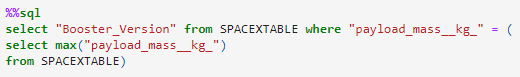 %%sql
select "Booster_Version" from SPACEXTABLE where "payload_mass__kg_" = (
select max("payload_mass__kg_")
from SPACEXTABLE)